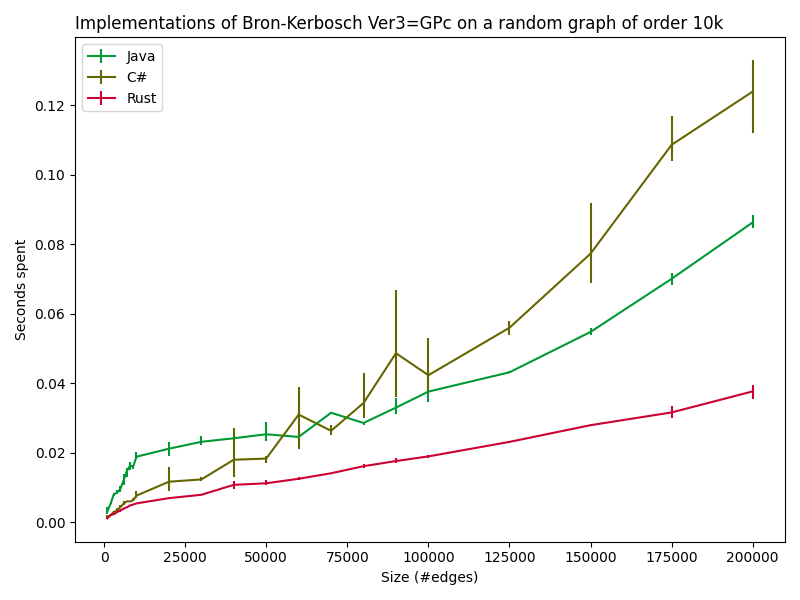 Implementations of Bron-Kerbosch Ver3=GPc on a random graph of order 10k
Java
C#
Rust
0.12
0.10
0.08
0.06
0.04
0.02
0.00
Seconds spent
0 25000 50000 75000 100000 125000 150000 175000 200000
Size (#edges)